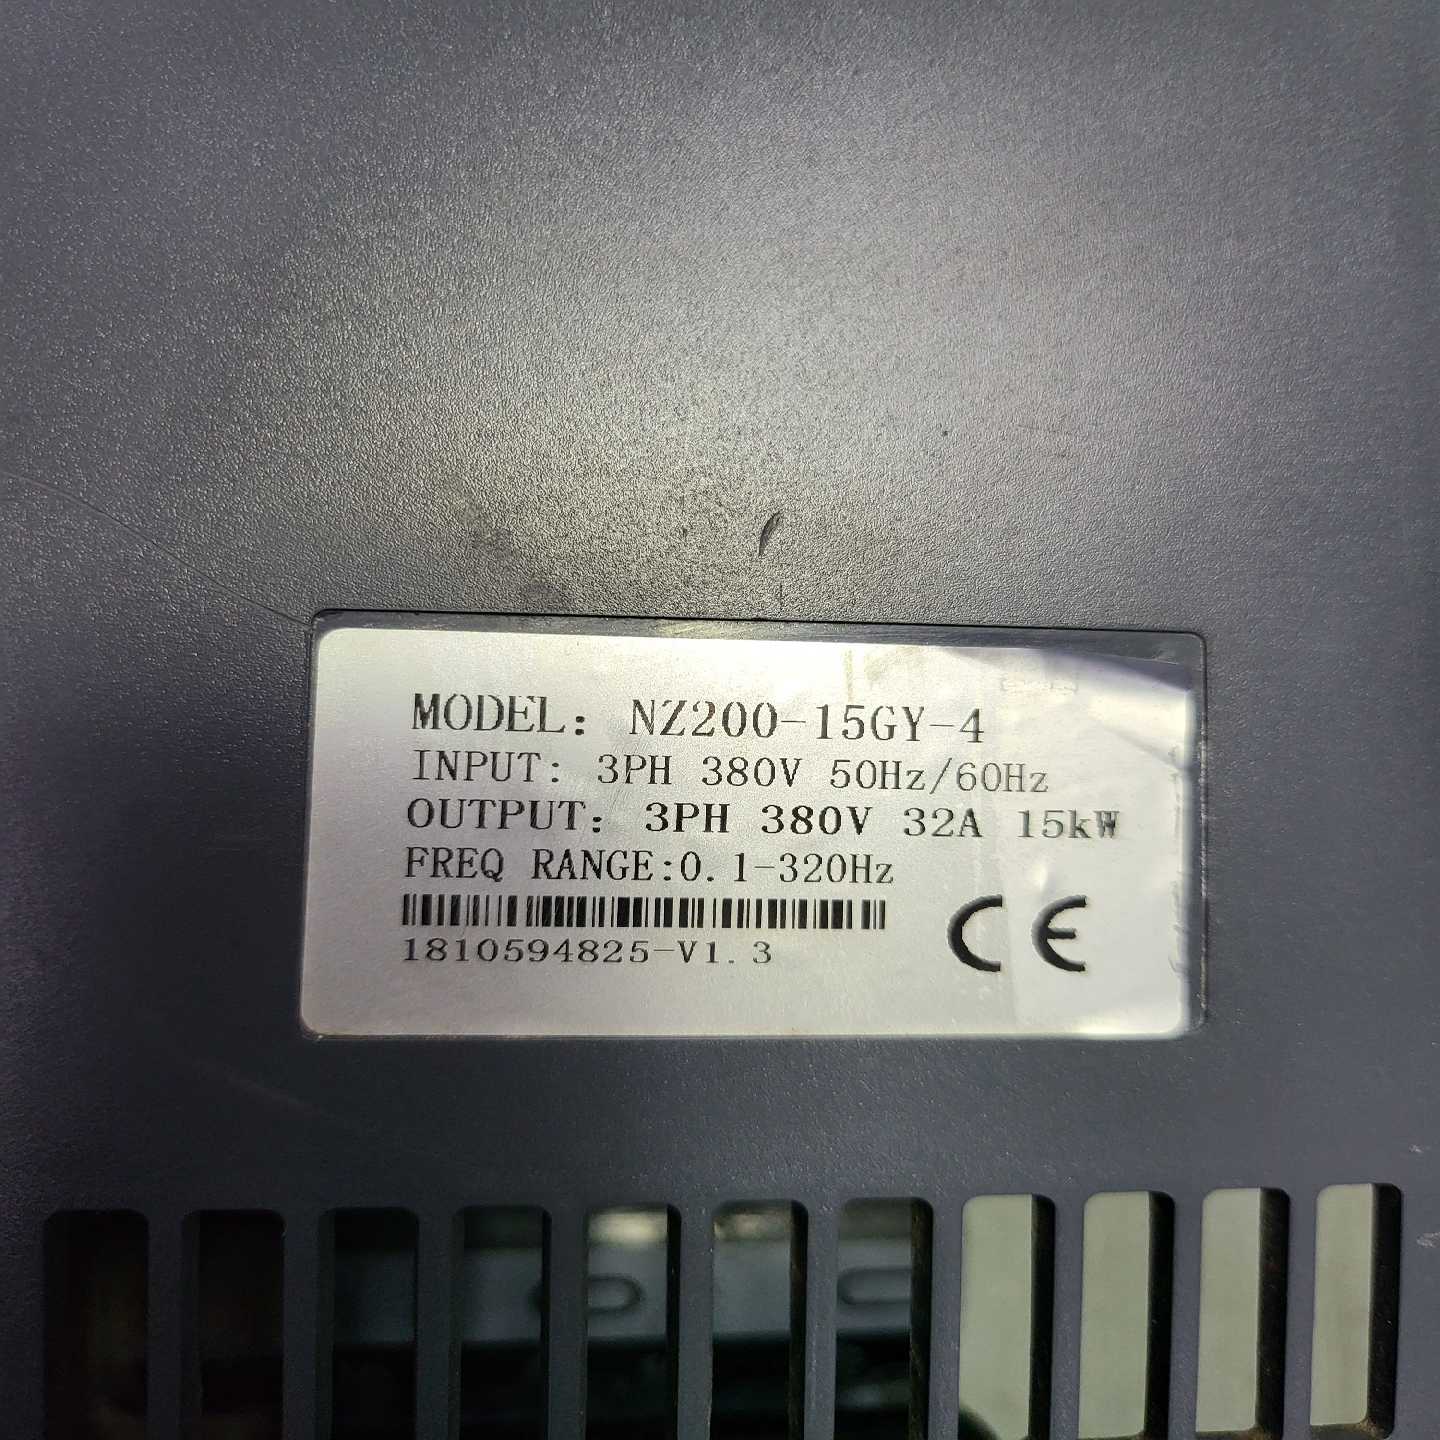 MODEL: NZ200-15GY-4
INPUT: 3PH 380V 50Hz/60Hz
OUTPUT: 3PH 380V 32A 15kW
FREQ RANGE:0.1-320Hz
1810594825-V1.3
CE